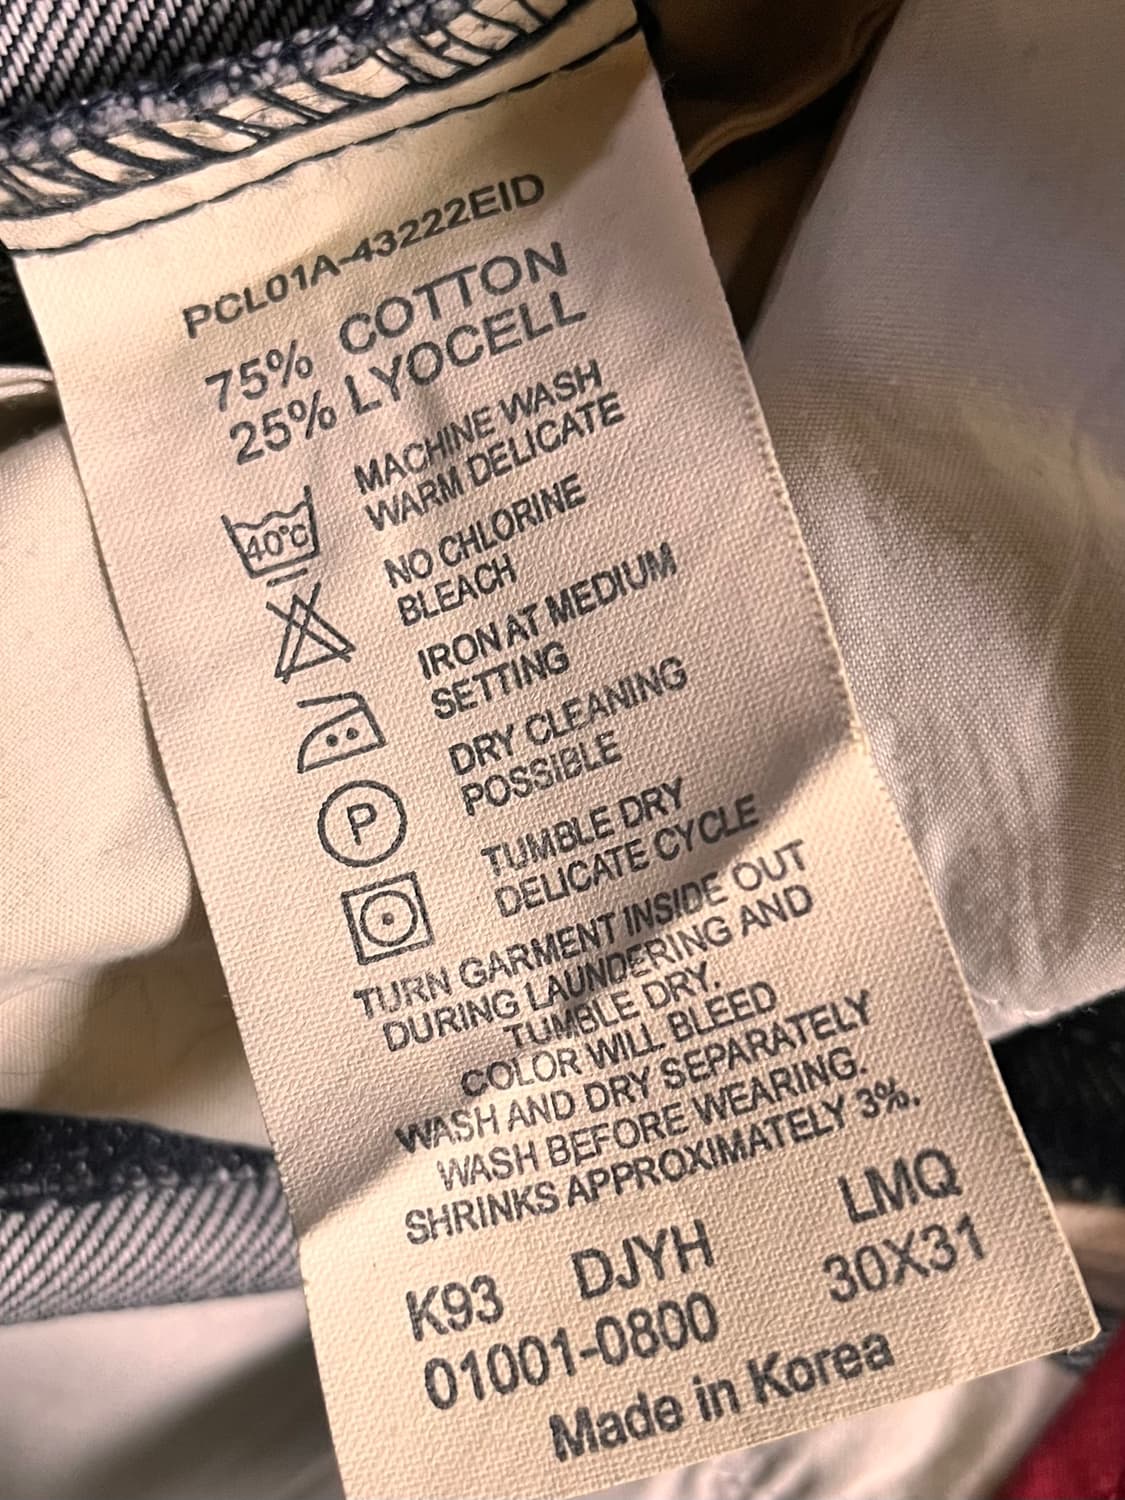 PCL01A-43222EID
75% COTTON
25% LYOCELL
40°C
MACHINE WASH
WARM DELICATE
NO CHLORINE
BLEACH
IRON AT MEDIUM
SETTING
P
DRY CLEANING
POSSIBLE
TUMBLE DRY
DELICATE CYCLE
TURN GARMENT INSIDE OUT
DURING LAUNDERING AND
TUMBLE DRY.
COLOR WILL BLEED
WASH AND DRY SEPARATELY
WASH BEFORE WEARING.
SHRINKS APPROXIMATELY 3%.
K93 DJYH LMQ
01001-0800 30X31
Made in Korea